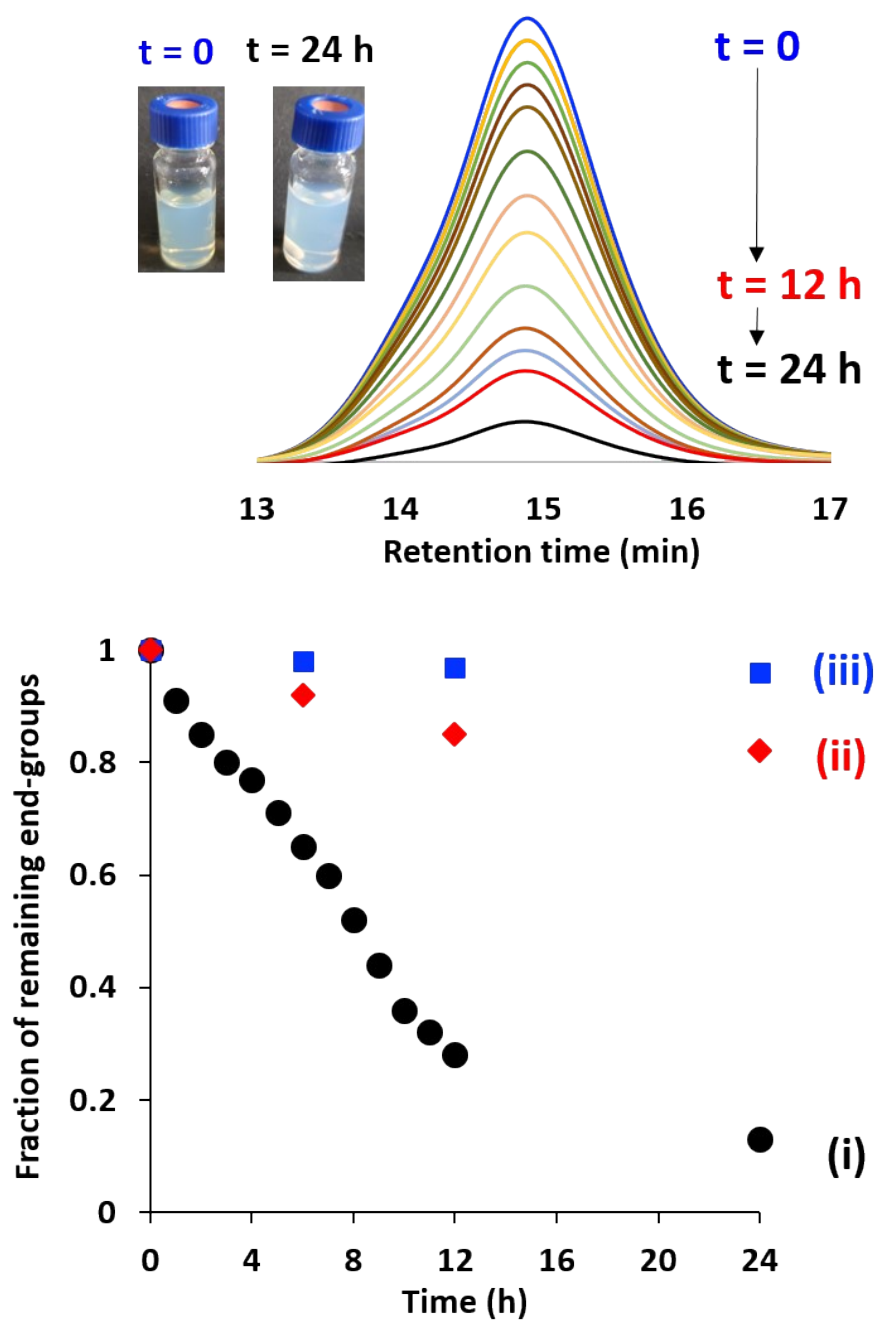 t = 0 t = 24 h
t = 0
t = 12 h
t = 24 h
13 14 15 16 17
Retention time (min)
Fraction of remaining end-groups
1
0.8
0.6
0.4
0.2
0
(iii)
(ii)
(i)
0 4 8 12 16 20 24
Time (h)